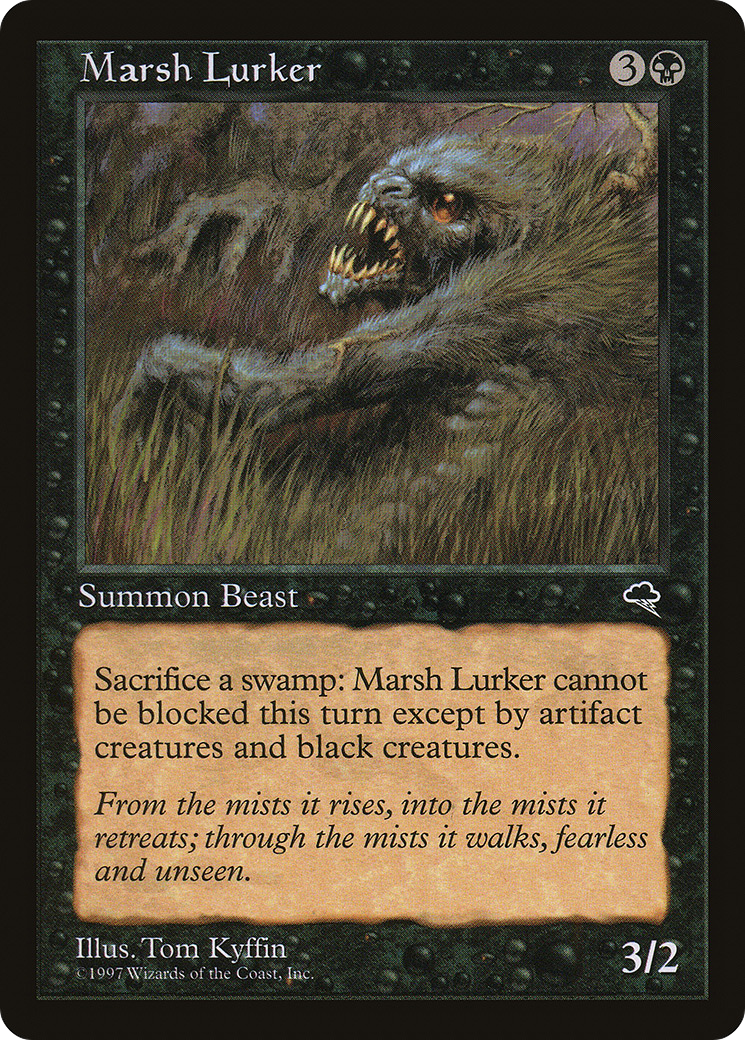 Marsh Lurker
3
Summon Beast
Sacrifice a swamp: Marsh Lurker cannot
be blocked this turn except by artifact
creatures and black creatures.
From the mists it rises, into the mists it
retreats; through the mists it walks, fearless
and unseen.
Illus. Tom Kyffin
©1997 Wizards of the Coast, Inc.
3/2